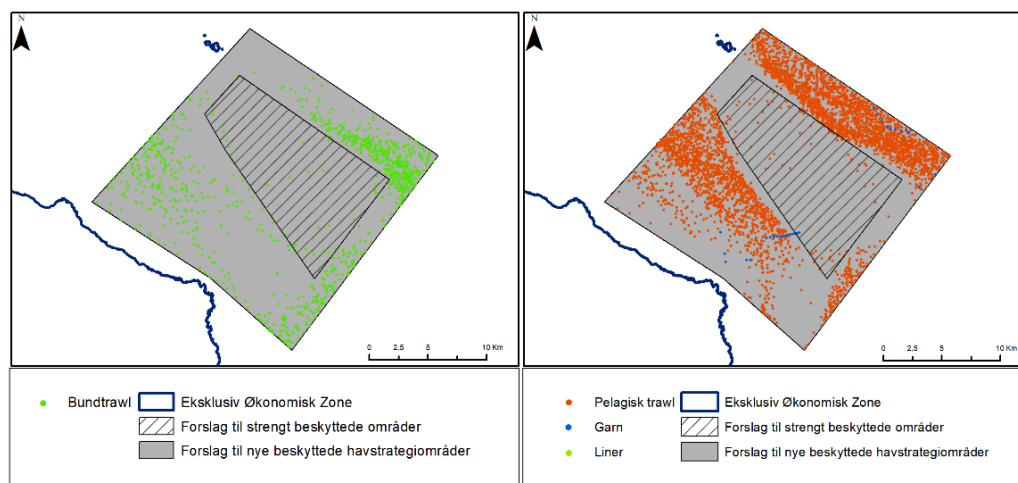 N
0 2,5 5 10 Km
Bundtrawl
Eksklusiv Økonomisk Zone
Forslag til strengt beskyttede områder
Forslag til nye beskyttede havstrategiområder
N
0 2,5 5 10 Km
Pelagisk trawl
Eksklusiv Økonomisk Zone
Garn
Forslag til strengt beskyttede områder
Liner
Forslag til nye beskyttede havstrategiområder